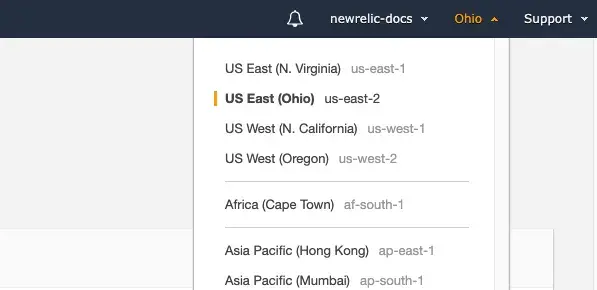 newrelic-docs Ohio Support
US East (N. Virginia) us-east-1
US East (Ohio) us-east-2
US West (N. California) us-west-1
US West (Oregon) us-west-2
Africa (Cape Town) af-south-1
Asia Pacific (Hong Kong) ap-east-1
Asia Pacific (Mumbai) ap-south-1